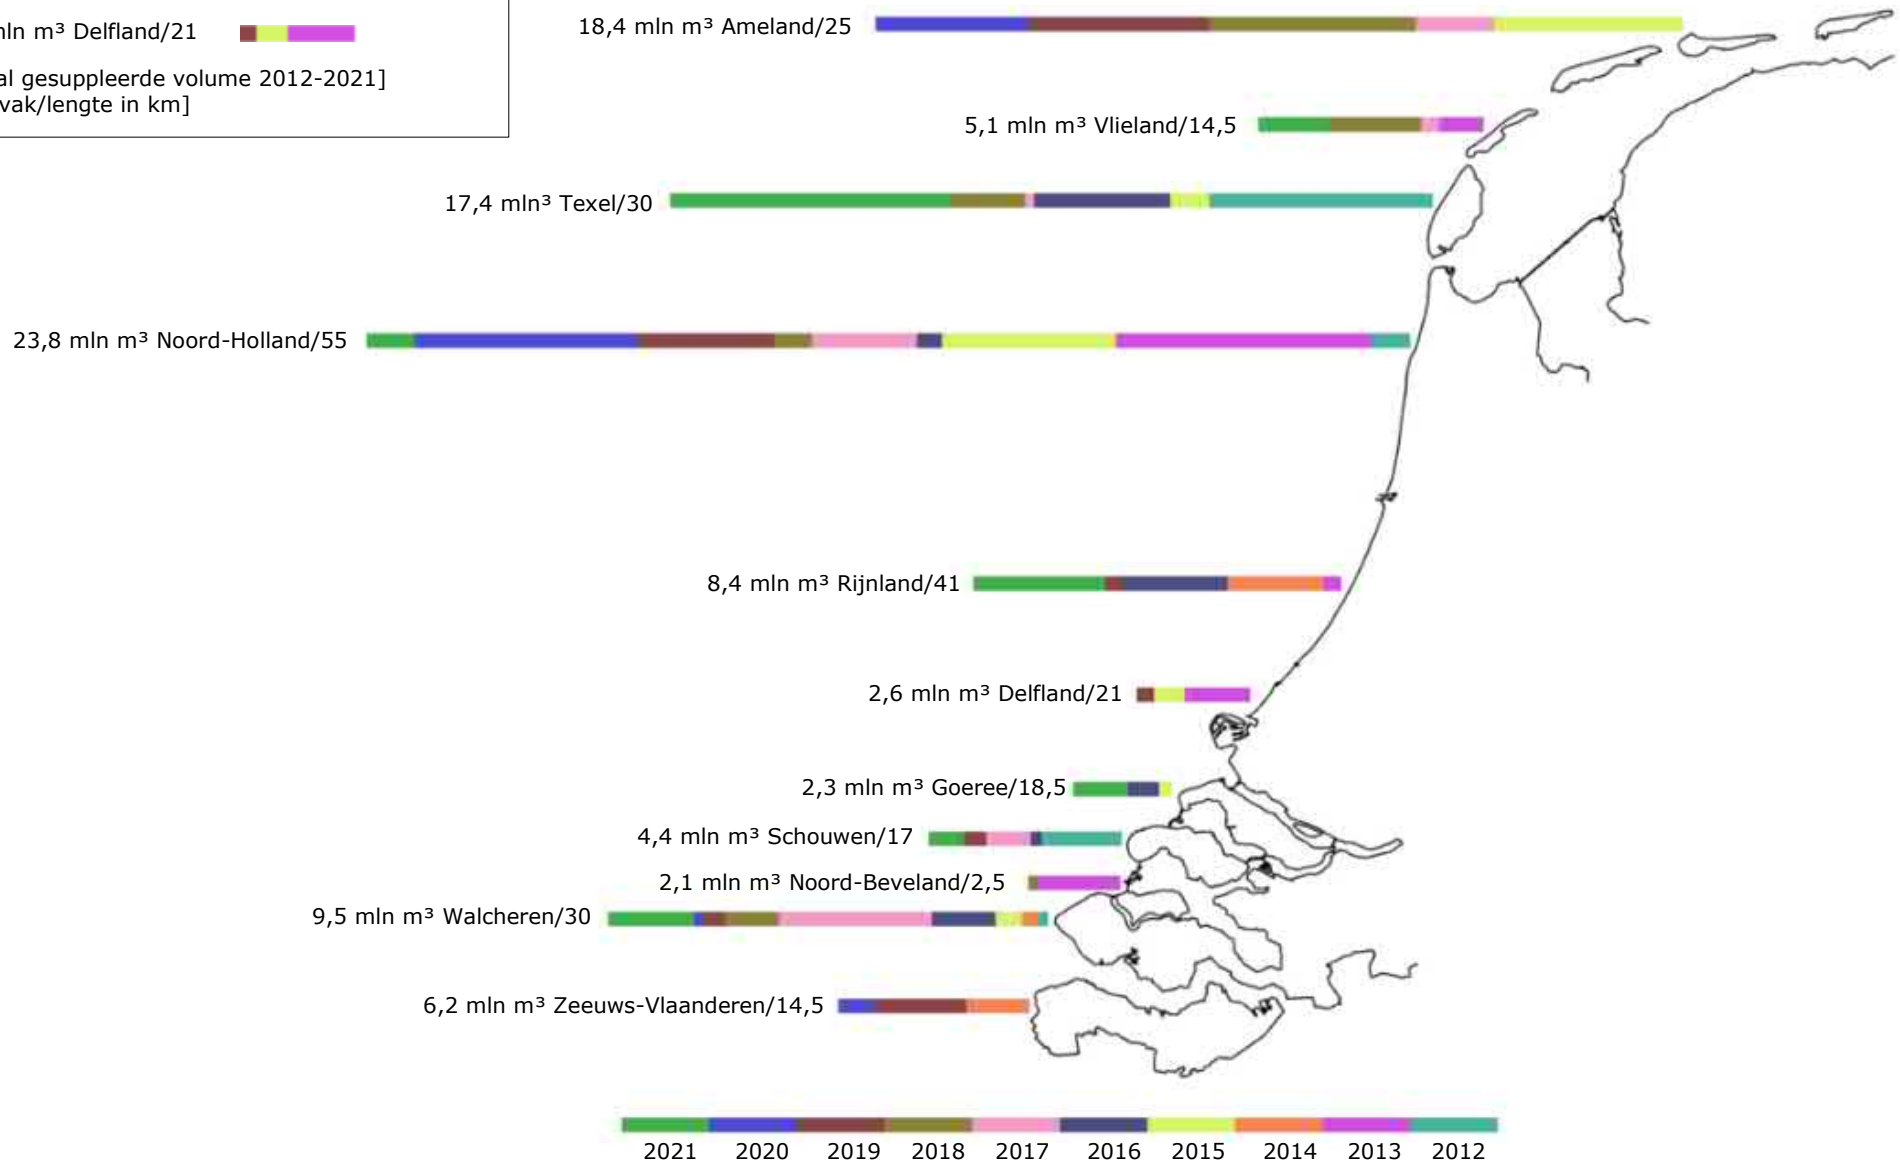 mln m³ Delfland/21
al gesuppleerde volume 2012-2021]
vak/lengte in km]
18,4 mln m³ Ameland/25
5,1 mln m³ Vlieland/14,5
17,4 mln³ Texel/30
23,8 mln m³ Noord-Holland/55
8,4 mln m³ Rijnland/41
2,6 mln m³ Delfland/21
2,3 mln m³ Goeree/18,5
4,4 mln m³ Schouwen/17
2,1 mln m³ Noord-Beveland/2,5
9,5 mln m³ Walcheren/30
6,2 mln m³ Zeeuws-Vlaanderen/14,5
2021 2020 2019 2018 2017 2016 2015 2014 2013 2012